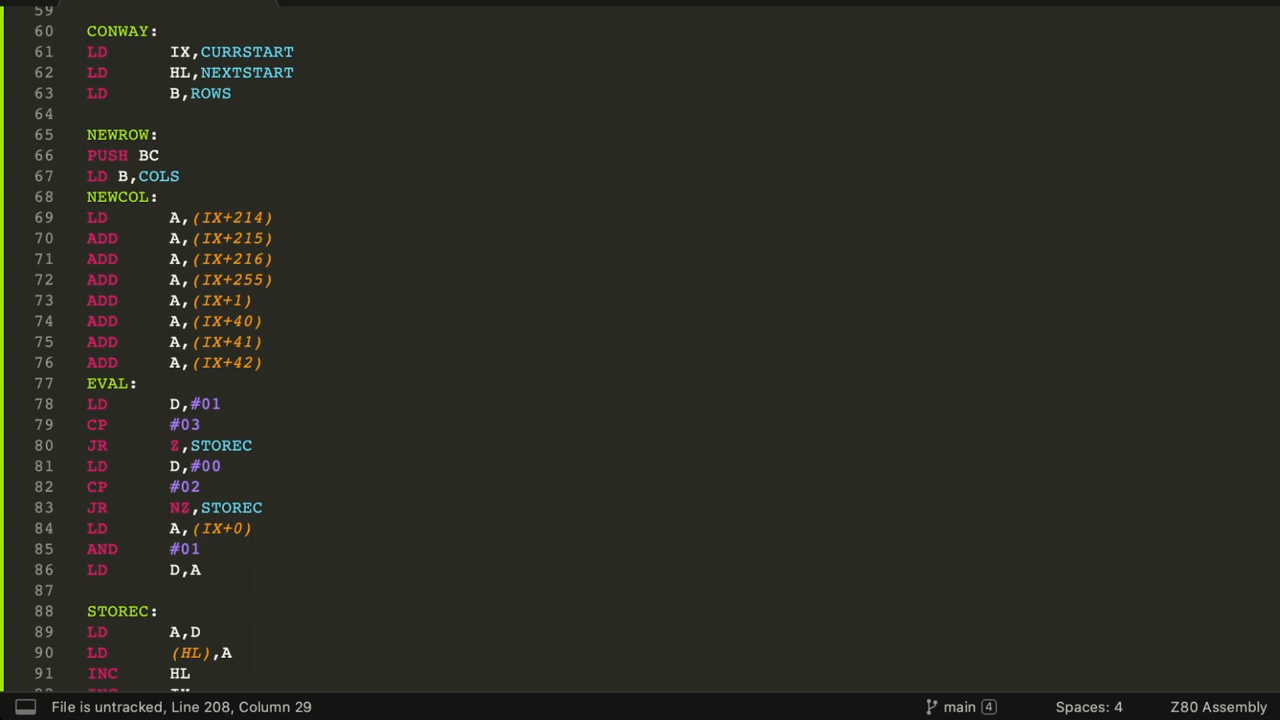 59
60 CONWAY:
61 LD IX,CURRSTART
62 LD HL,NEXTSTART
63 LD B,ROWS
64
65 NEWROW:
66 PUSH BC
67 LD B,COLS
68 NEWCOL:
69 LD A,(IX+214)
70 ADD A,(IX+215)
71 ADD A,(IX+216)
72 ADD A,(IX+255)
73 ADD A,(IX+1)
74 ADD A,(IX+40)
75 ADD A,(IX+41)
76 ADD A,(IX+42)
77 EVAL:
78 LD D,#01
79 CP #03
80 JR Z,STOREC
81 LD D,#00
82 CP #02
83 JR NZ,STOREC
84 LD A,(IX+0)
85 AND #01
86 LD D,A
87
88 STOREC:
89 LD A,D
90 LD (HL),A
91 INC HL
File is untracked, Line 208, Column 29 main 4 Spaces: 4 Z80 Assembly